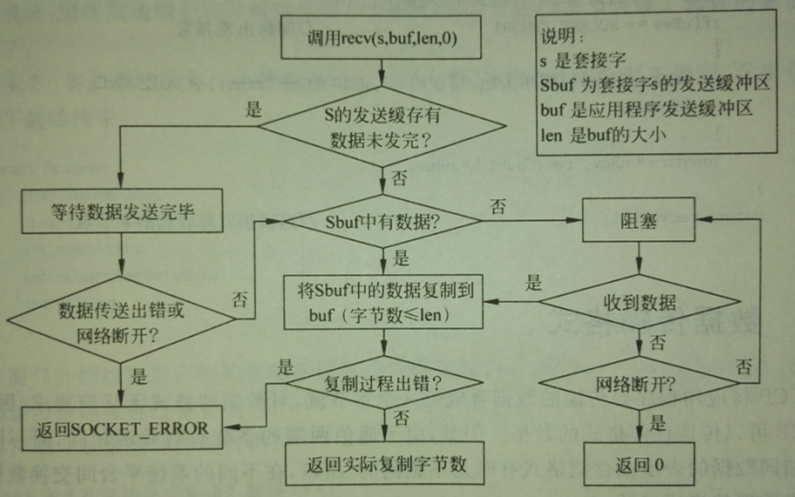 调用recv(s,buf,len,0)
说明：
s 是套接字
Sbuf 为套接字s的发送缓冲区
buf 是应用程序发送缓冲区
len 是buf的大小
S的发送缓存有
数据未发完?
是
否
等待数据发送完毕
Sbuf中有数据?
否
阻塞
是
数据传送出错或
网络断开?
否
将Sbuf中的数据复制到
buf（字节数≤len）
是
收到数据
否
是
复制过程出错?
是
网络断开?
否
返回SOCKET_ERROR
否
是
返回实际复制字节数
返回 0